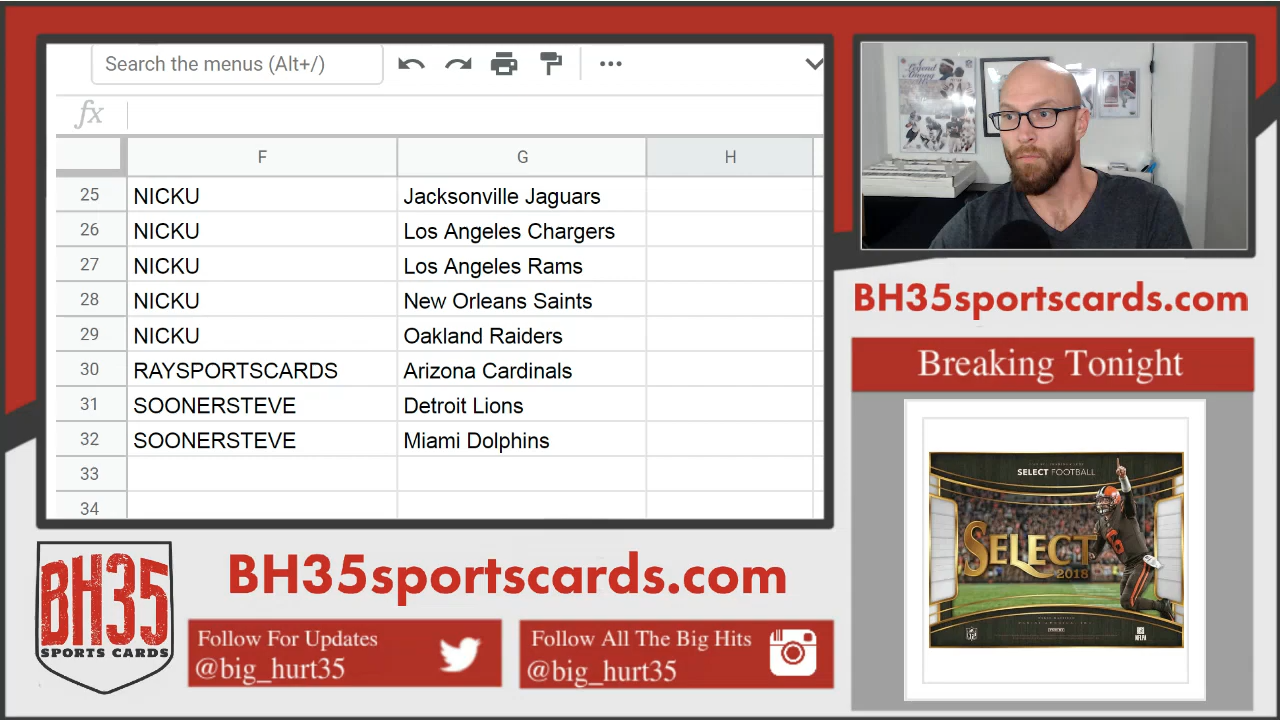 Search the menus (Alt+/)
fx
F G H
25 NICKU Jacksonville Jaguars
26 NICKU Los Angeles Chargers
27 NICKU Los Angeles Rams
28 NICKU New Orleans Saints
29 NICKU Oakland Raiders
30 RAYSPORTSCARDS Arizona Cardinals
31 SOONERSTEVE Detroit Lions
32 SOONERSTEVE Miami Dolphins
33
34
BH35sportscards.com
Breaking Tonight
SELECT FOOTBALL
SELECT
2018
BH35
SPORTS CARDS
BH35sportscards.com
Follow For Updates
@big_hurt35
Follow All The Big Hits
@big_hurt35